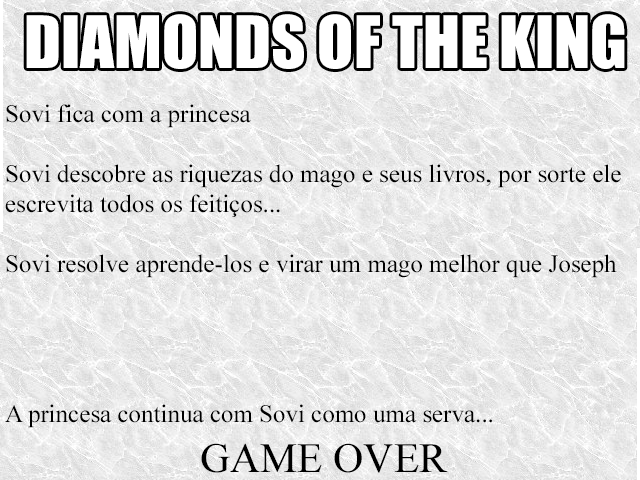 DIAMONDS OF THE KING
Sovi fica com a princesa
Sovi descobre as riquezas do mago e seus livros, por sorte ele
escrevita todos os feitiços...
Sovi resolve aprende-los e virar um mago melhor que Joseph
A princesa continua com Sovi como uma serva...
GAME OVER